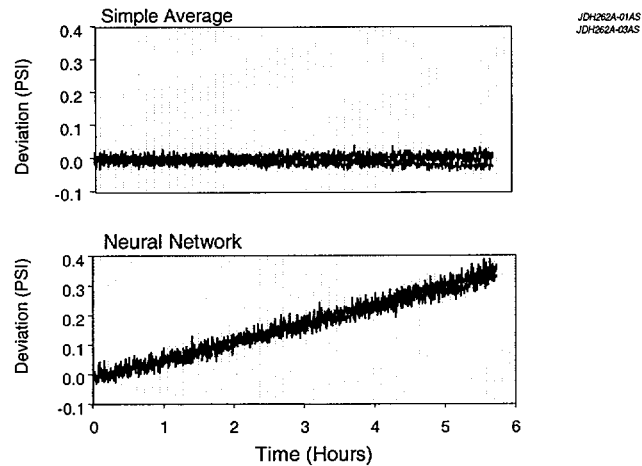 Simple Average
JDH262A-01AS
JDH262A-03AS
0.4
0.3
0.2
0.1
0.0
-0.1
Deviation (PSI)
Neural Network
0.4
0.3
0.2
0.1
0.0
-0.1
Deviation (PSI)
0 1 2 3 4 5 6
Time (Hours)